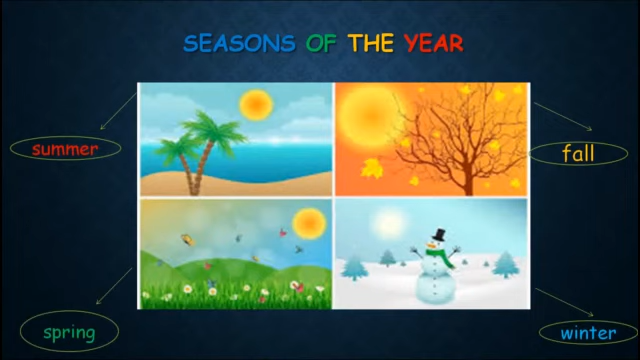 SEASONS OF THE YEAR
summer
fall
spring
winter